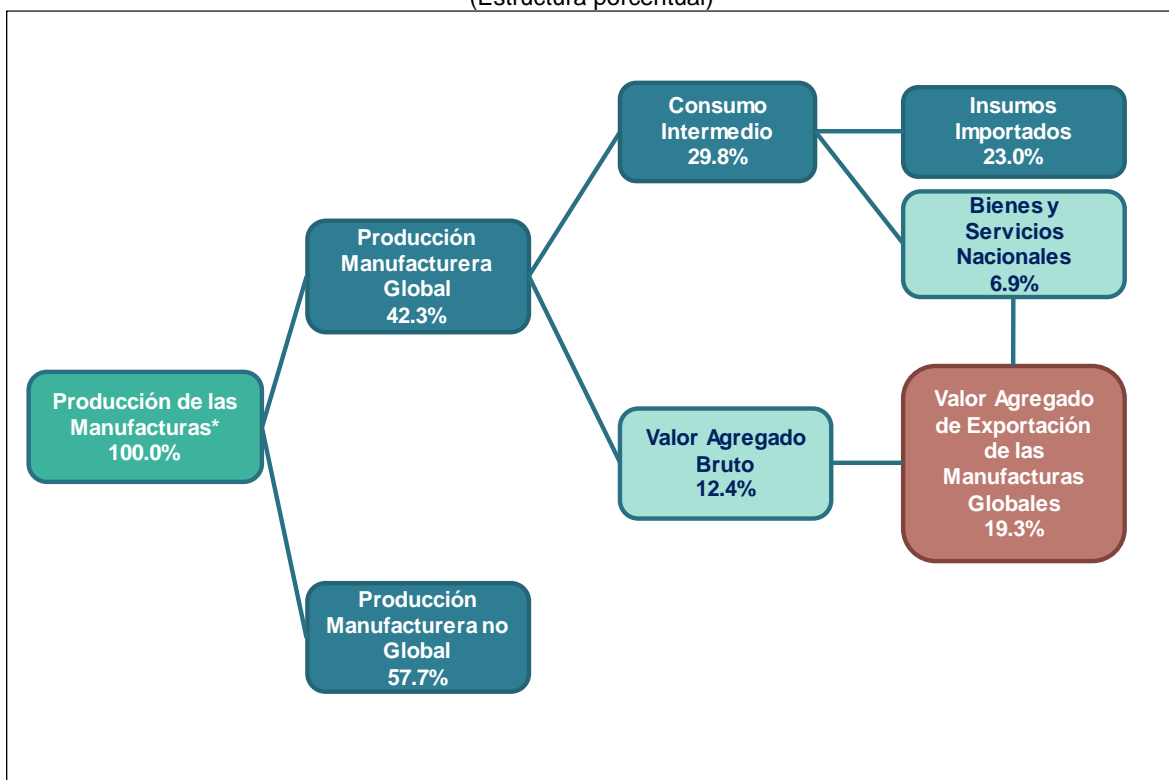 (Estructura porcentual)
Consumo
Intermedio
29.8%
Insumos
Importados
23.0%
Bienes y
Servicios
Nacionales
6.9%
Producción
Manufacturera
Global
42.3%
Producción de las
Manufacturas*
100.0%
Valor Agregado
Bruto
12.4%
Valor Agregado
de Exportación
de las
Manufacturas
Globales
19.3%
Producción
Manufacturera no
Global
57.7%